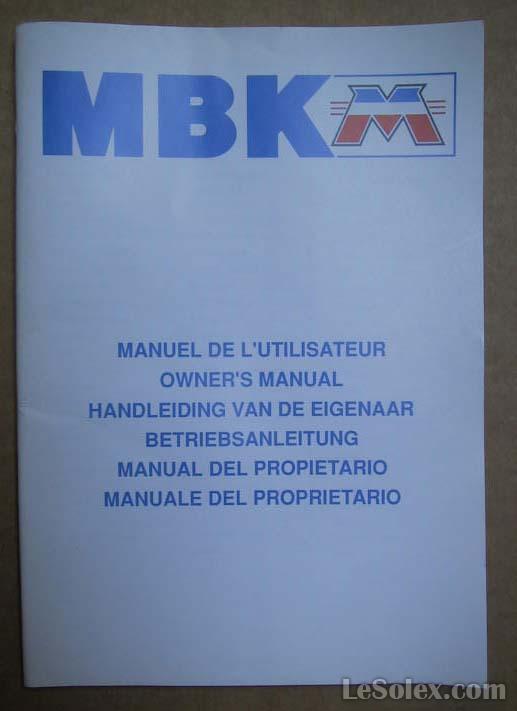 MBK M
MANUEL DE L'UTILISATEUR
OWNER'S MANUAL
HANDLEIDING VAN DE EIGENAAR
BETRIEBSANLEITUNG
MANUAL DEL PROPIETARIO
MANUALE DEL PROPRIETARIO
LeSolex.com